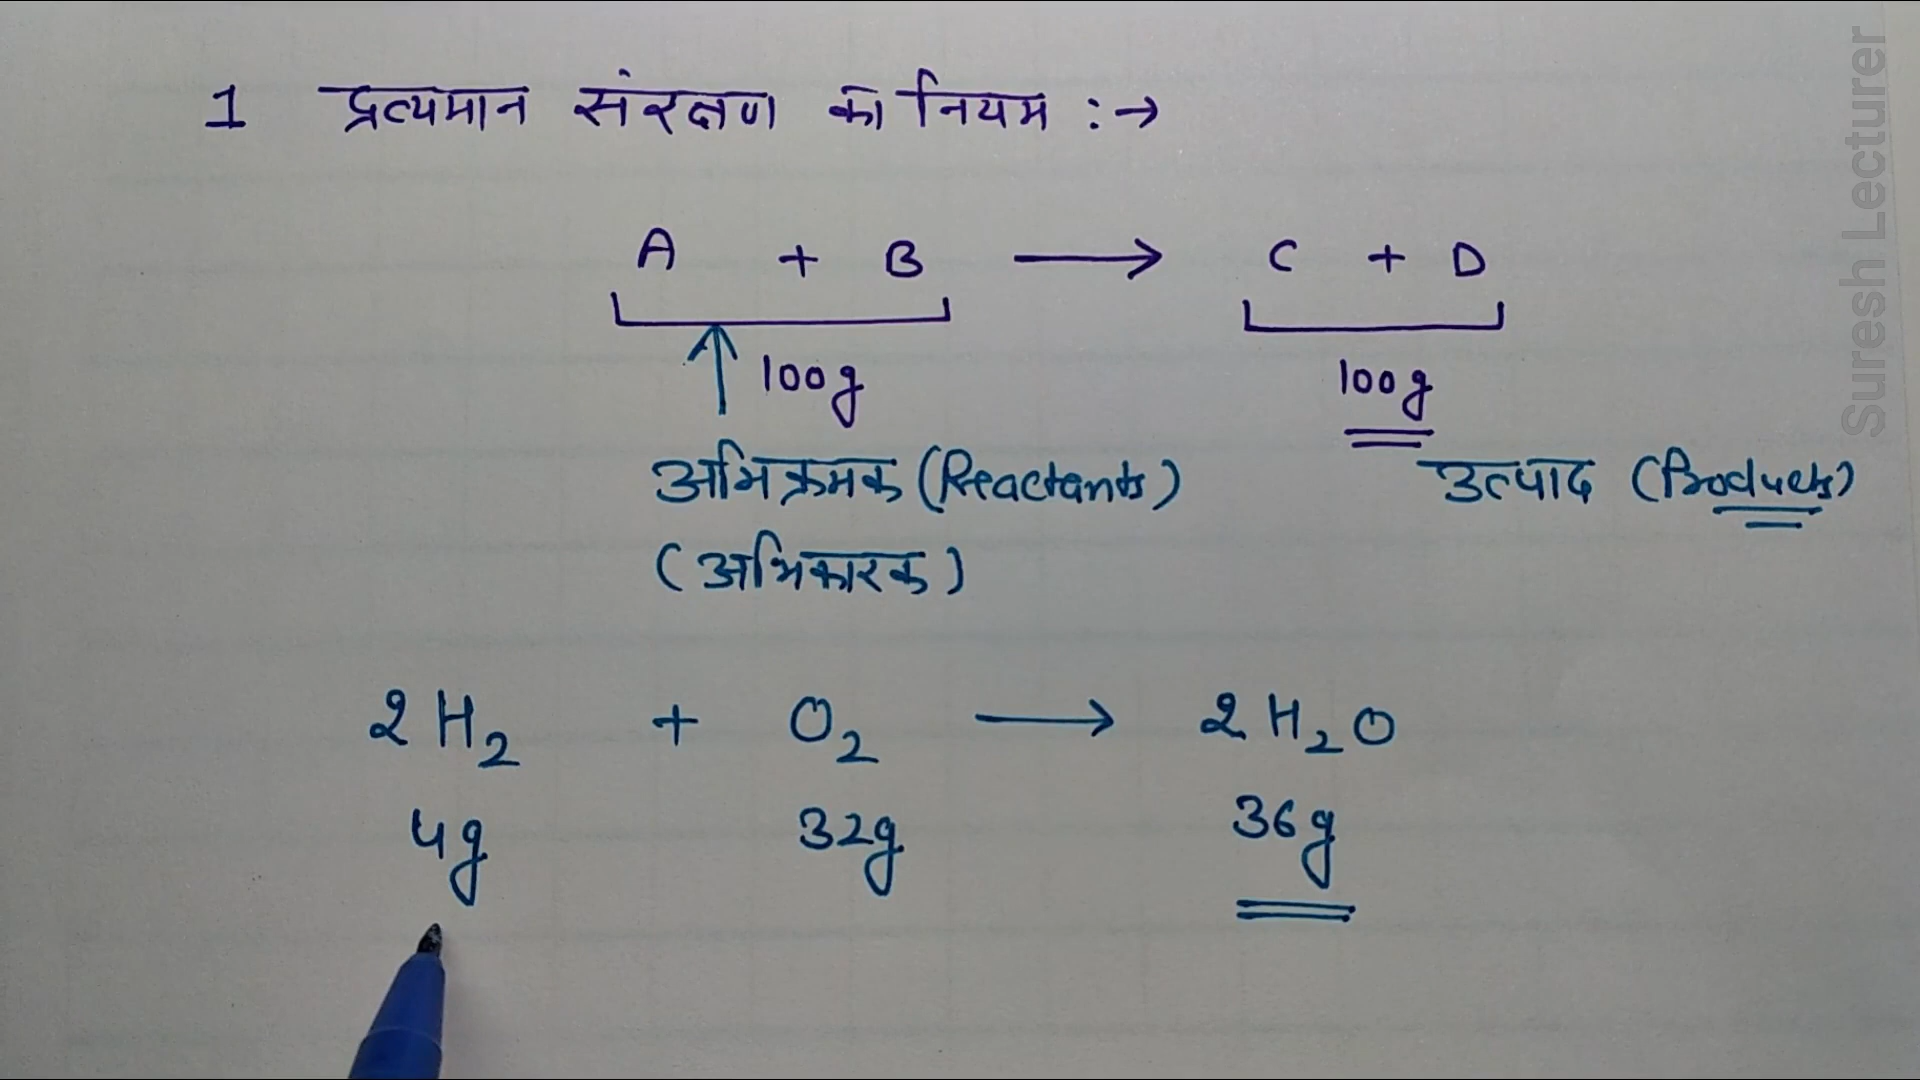 1 द्रव्यमान संरक्षण का नियम :→
A + B ⟶ C + D
100g 100g
अभिक्रमक (Reactants) उत्पाद (Products)
(अभिकारक)
2H₂ + O₂ ⟶ 2H₂O
4g 32g 36g
Suresh Lecturer